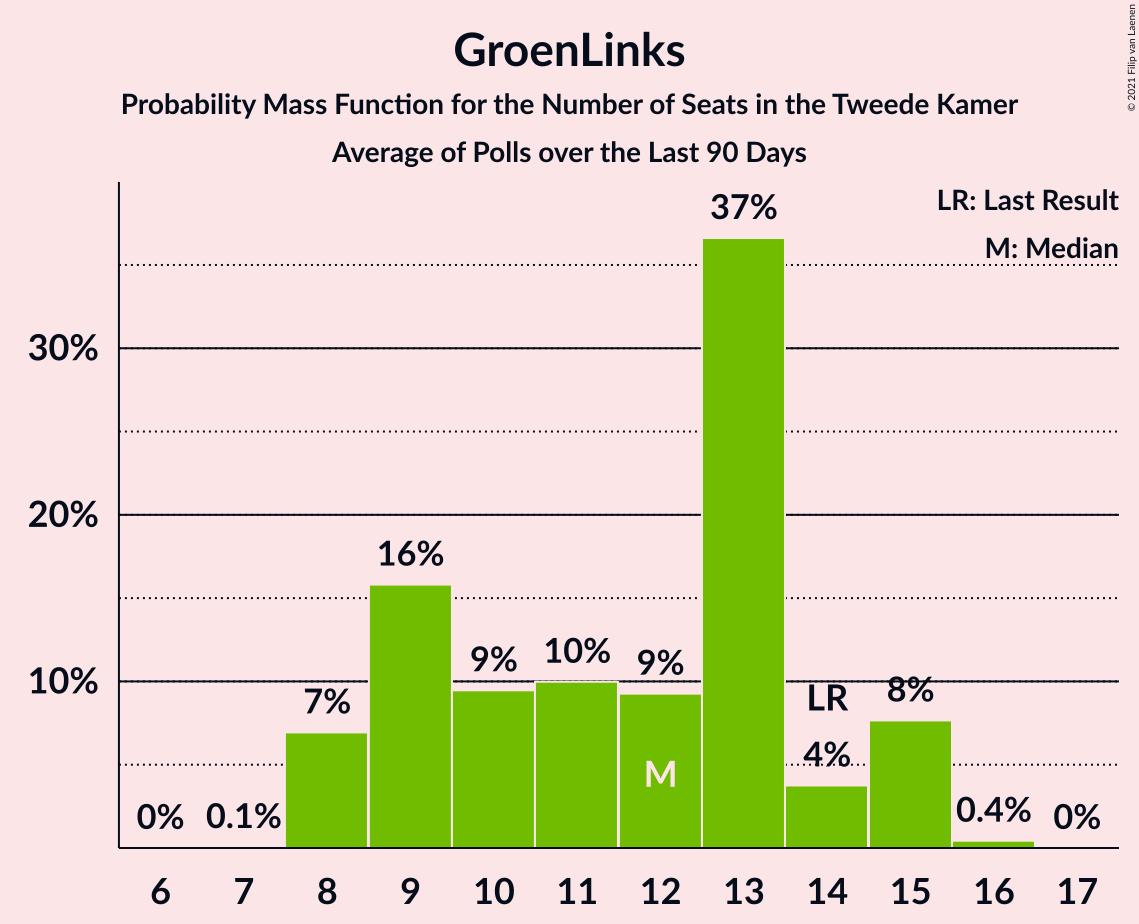 GroenLinks
Probability Mass Function for the Number of Seats in the Tweede Kamer
Average of Polls over the Last 90 Days
© 2021 Filip van Laenen
LR: Last Result
M: Median
37%
30%
20%
16%
10%
9%
10%
9%
7%
LR
8%
4%
M
0%
0.1%
0.4%
0%
6 7 8 9 10 11 12 13 14 15 16 17